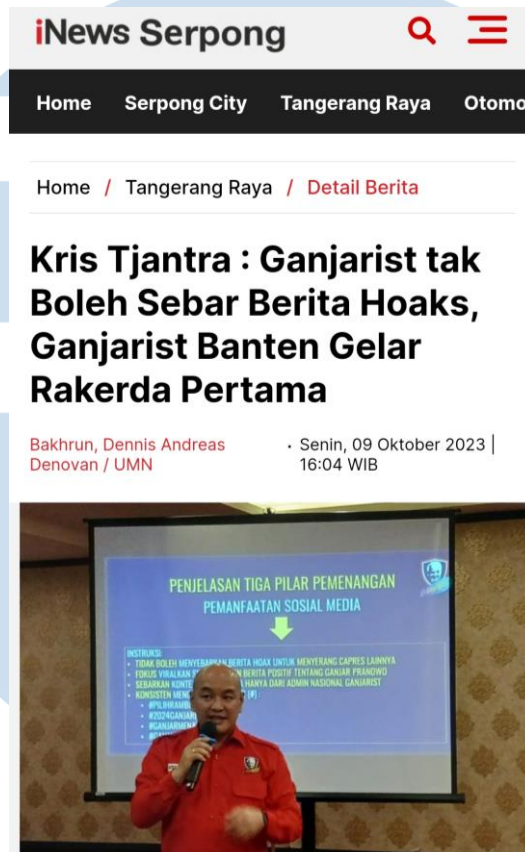 iNews Serpong
Home Serpong City Tangerang Raya Otomo
Home / Tangerang Raya / Detail Berita
Kris Tjantra : Ganjarist tak
Boleh Sebar Berita Hoaks,
Ganjarist Banten Gelar
Rakerda Pertama
Bakhrun, Dennis Andreas
Denovan / UMN
· Senin, 09 Oktober 2023 |
16:04 WIB
PENJELASAN TIGA PILAR PEMENANGAN
PEMANFAATAN SOSIAL MEDIA
INSTRUKSI:
• TIDAK BOLEH MENYEBARKAN BERITA HOAX UNTUK MENYERANG CAPRES LAINNYA
• FOKUS VIRALKAN BERITA POSITIF TENTANG GANJAR PRANOWO
• SEBARKAN HANYA DARI ADMIN NASIONAL GANJARIST
• KONSISTEN (#)